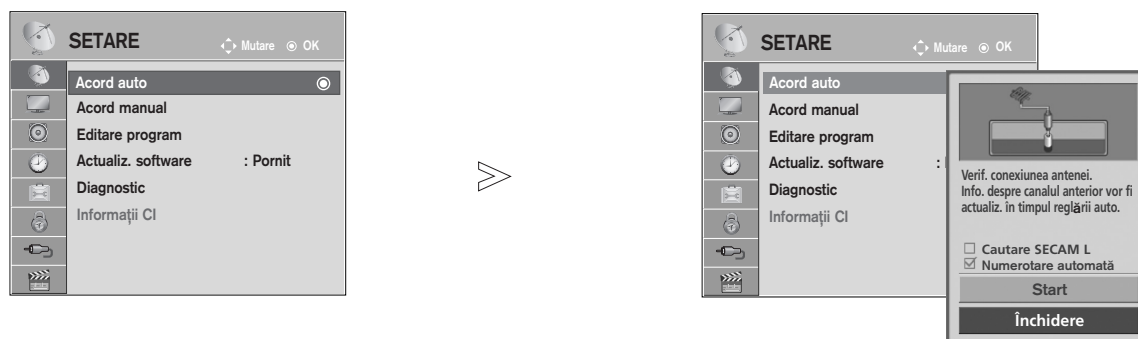 SETARE
Mutare OK
Acord auto
Acord manual
Editare program
Actualiz. software : Pornit
Diagnostic
Informații CI
SETARE
Mutare OK
Acord auto
Acord manual
Editare program
Actualiz. software :
Diagnostic
Informații CI
Verif. conexiunea antenei.
Info. despre canalul anterior vor fi
actualiz. in timpul reglării auto.
Cautare SECAM L
Numerotare automată
Start
Închidere